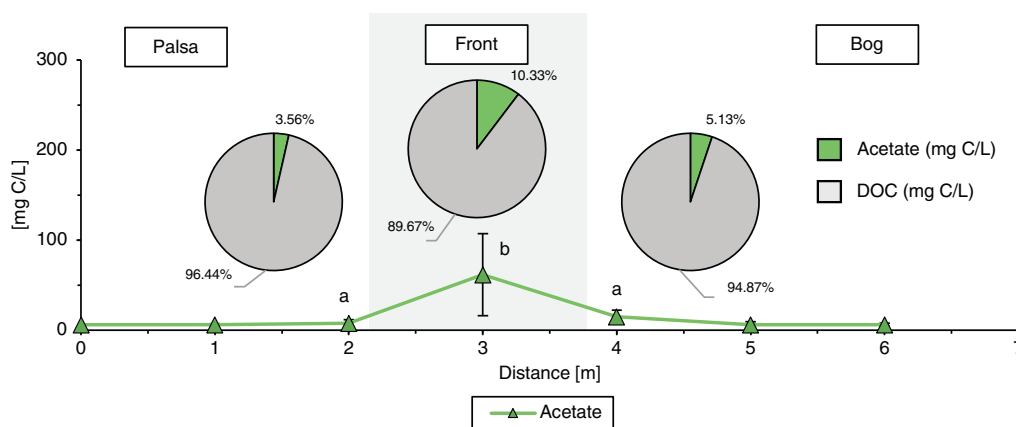 Palsa
Front
Bog
300
200
100
0
[mg C/L]
3.56%
96.44%
10.33%
89.67%
5.13%
94.87%
Acetate (mg C/L)
DOC (mg C/L)
a
b
a
0 1 2 3 4 5 6 7
Distance [m]
Acetate